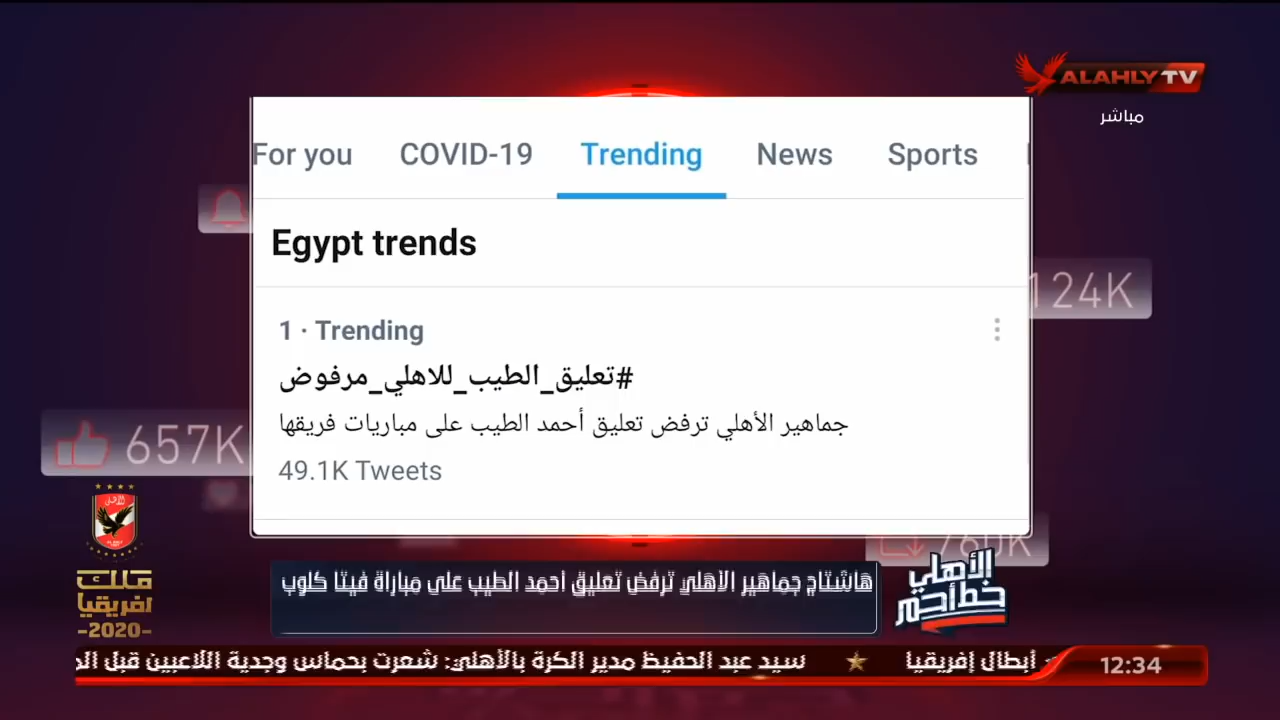 ALAHLY TV
مباشر
For you COVID-19 Trending News Sports
Egypt trends
1 · Trending
#تعليق_الطيب_للاهلي_مرفوض
جماهير الأهلي ترفض تعليق أحمد الطيب على مباريات فريقها
49.1K Tweets
124K
657K
760K
ملك
افريقيا
-2020-
الأهلي
خط أحمر
هاشتاج جماهير الأهلي ترفض تعليق أحمد الطيب على مباراة فيتا كلوب
أبطال إفريقيا ★ سيد عبد الحفيظ مدير الكرة بالأهلي: شعرت بحماس وجدية اللاعبين قبل
12:34